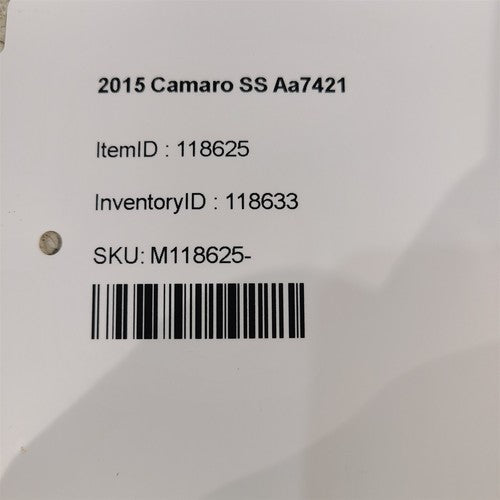 2015 Camaro SS Aa7421
ItemID : 118625
InventoryID : 118633
SKU: M118625-